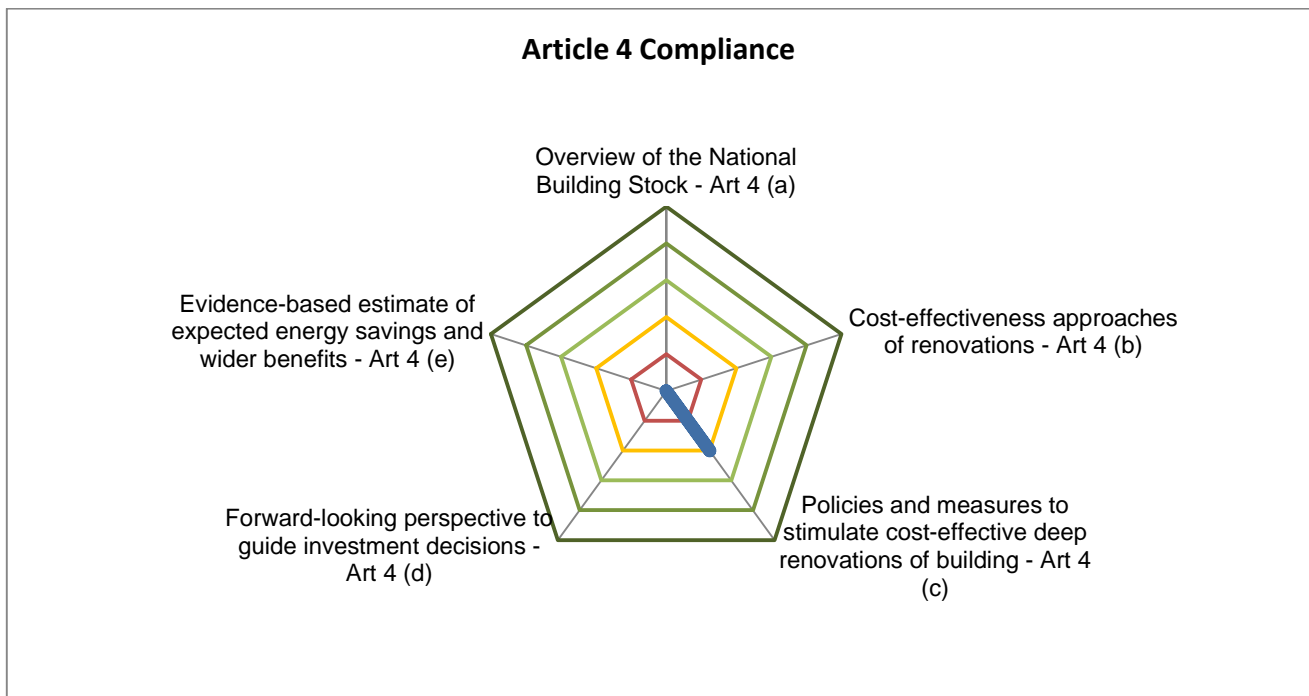 Article 4 Compliance
Overview of the National
Building Stock - Art 4 (a)
Cost-effectiveness approaches
of renovations - Art 4 (b)
Policies and measures to
stimulate cost-effective deep
renovations of building - Art 4
(c)
Forward-looking perspective to
guide investment decisions -
Art 4 (d)
Evidence-based estimate of
expected energy savings and
wider benefits - Art 4 (e)